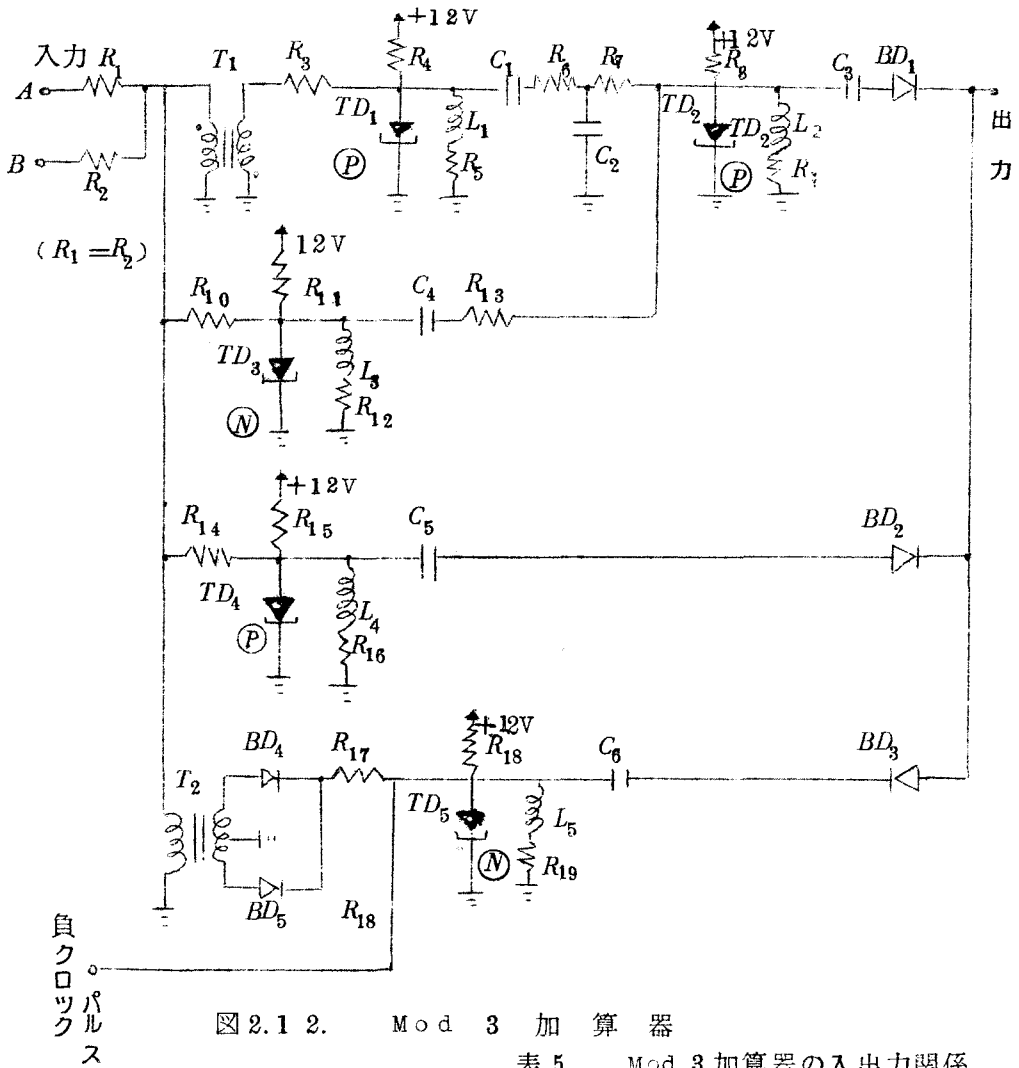 +12V
+12V
入力 R1 T1 R3 R4 C1 R6 R7 R8 C3 BD1
A
TD1 L1 TD2 TD2 L2
B
R2 P R5 C2 P
出力
(R1=R2)
12V
R10 R11 C4 R13
TD3 L3
N R12
+12V
R14 R15 C5 BD2
TD4 L4
P R16
+12V
BD4 R17 R18 C6 BD3
T2 TD5 L5
N R19
BD5 R18
負クロック
パルス
図2.12. Mod 3 加算器
表5 Mod 3加算器の入出力関係